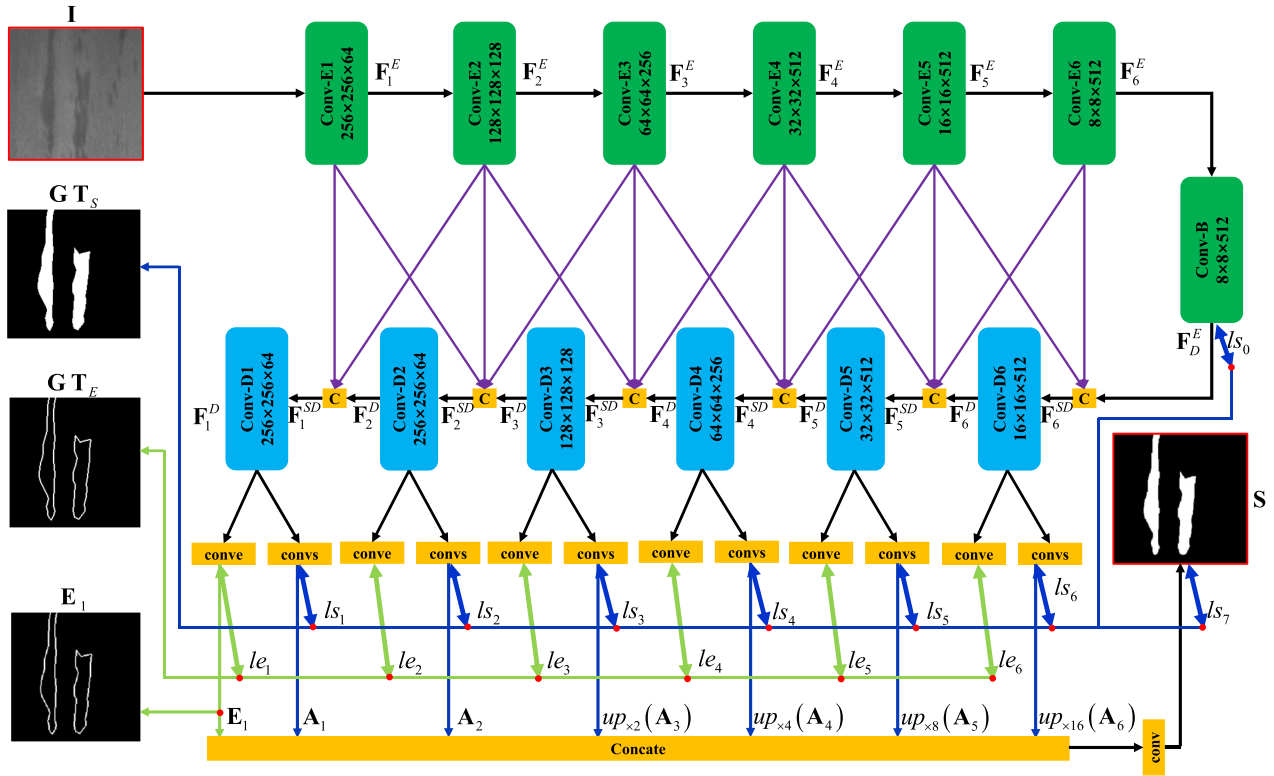 I
Conv-E1
256×256×64
F₁ᴱ
Conv-E2
128×128×128
F₂ᴱ
Conv-E3
64×64×256
F₃ᴱ
Conv-E4
32×32×512
F₄ᴱ
Conv-E5
16×16×512
F₅ᴱ
Conv-E6
8×8×512
F₆ᴱ
Conv-B
8×8×512
F_D^E
ls₀
G T_S
G T_E
E₁
F₁ᴰ
Conv-D1
256×256×64
F₁ˢᴰ
C
F₂ᴰ
Conv-D2
256×256×64
F₂ˢᴰ
C
F₃ᴰ
Conv-D3
128×128×128
F₃ˢᴰ
C
F₄ᴰ
Conv-D4
64×64×256
F₄ˢᴰ
C
F₅ᴰ
Conv-D5
32×32×512
F₅ˢᴰ
C
F₆ᴰ
Conv-D6
16×16×512
F₆ˢᴰ
C
S
conve
convs
conve
convs
conve
convs
conve
convs
conve
convs
conve
convs
ls₁
ls₂
ls₃
ls₄
ls₅
ls₆
ls₇
le₁
le₂
le₃
le₄
le₅
le₆
E₁
A₁
A₂
up×₂(A₃)
up×₄(A₄)
up×₈(A₅)
up×₁₆(A₆)
Concate
conv